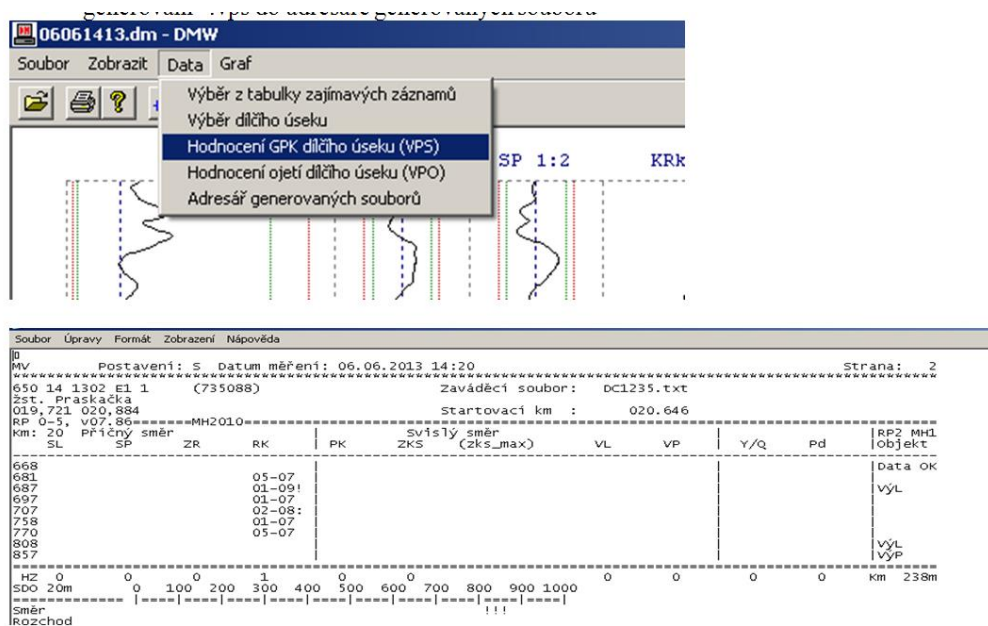 generování *.vps do adresáře generovaných souborů
06061413.dm - DMW
Soubor Zobrazit Data Graf
Výběr z tabulky zajímavých záznamů
Výběr dílčího úseku
Hodnocení GPK dílčího úseku (VPS)
Hodnocení ojetí dílčího úseku (VPO)
Adresář generovaných souborů
SP 1:2 KRk
Soubor Úpravy Formát Zobrazení Nápověda
MV Postavení: S Datum měření: 06.06.2013 14:20 Strana: 2
************************************************************
650 14 1302 E1 1 (735088) Zaváděcí soubor: DC1235.txt
žst. Praskačka
019,721 020,884 Startovací km : 020.646
RP 0-5, v07.86======MH2010======
Km: 20 Příčný směr | Svislý směr | |RP2 MH1
SL SP ZR RK | PK ZKS (zks_max) VL VP | Y/Q Pd |Objekt
668 |Data OK
681 05-07
687 01-09! |VýL
697 01-07
707 02-08:
758 01-07
770 05-07
808 |VýL
857 |VýP
HZ 0 0 0 1 0 0 0 0 0 0 Km 238m
SDO 20m 0 100 200 300 400 500 600 700 800 900 1000
Směr !!!
Rozchod